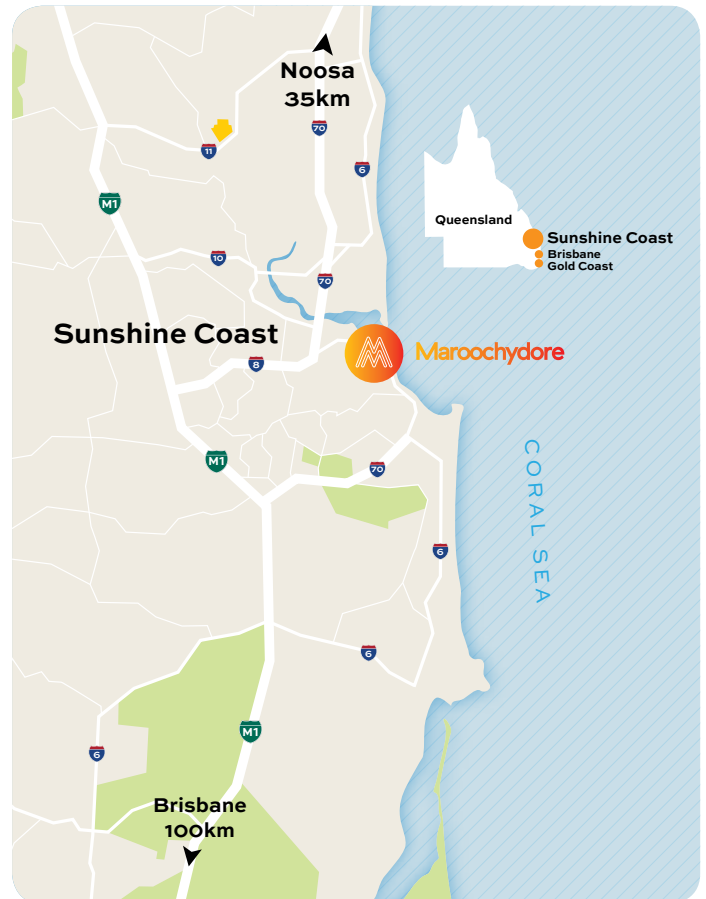 Noosa
35km
70
11
6
M1
Queensland
Sunshine Coast
Brisbane
Gold Coast
10
70
Sunshine Coast
Maroochydore
8
M1
70
CORAL SEA
6
6
M1
6
Brisbane
100km